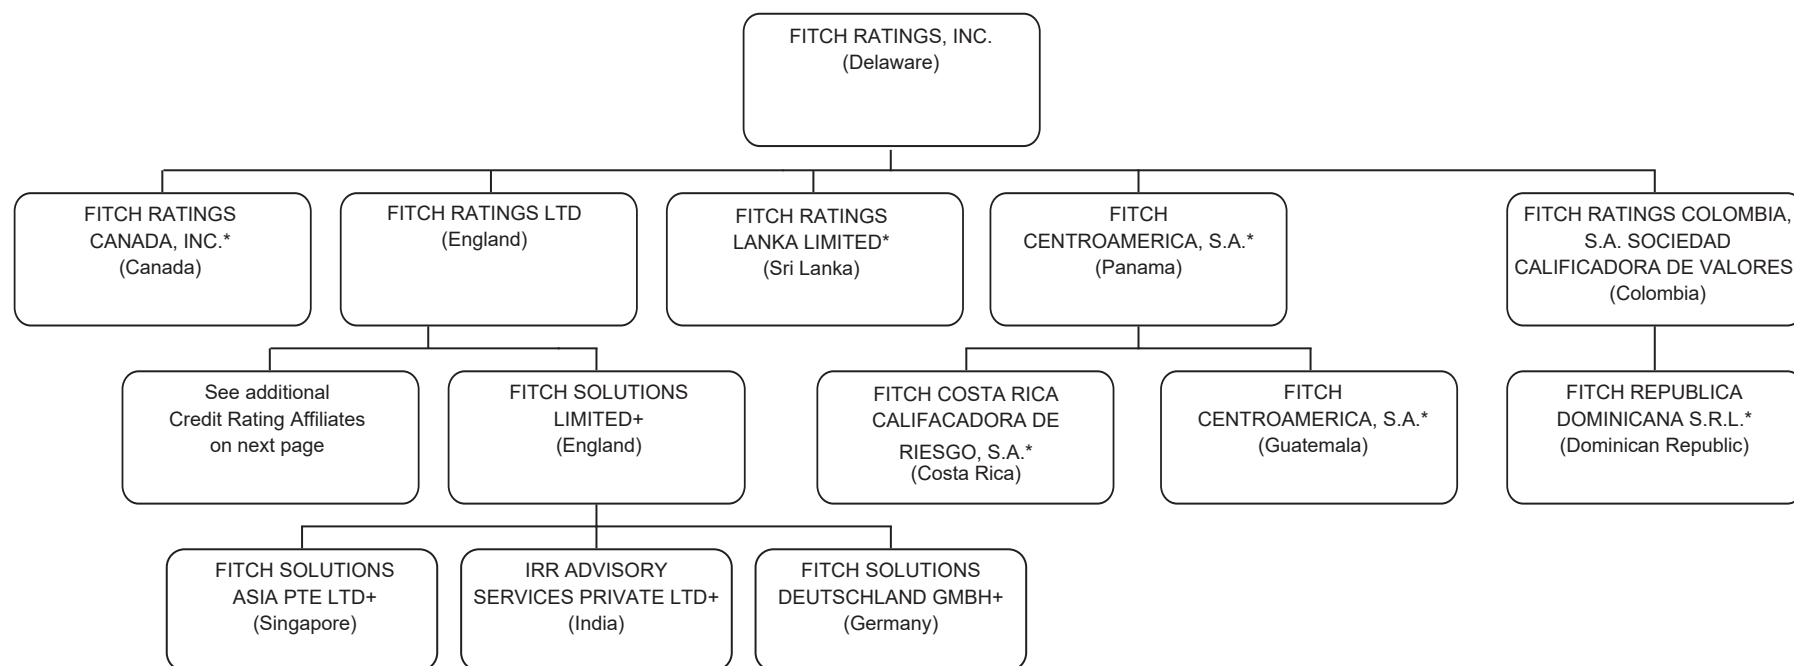 FITCH RATINGS, INC.
(Delaware)
FITCH RATINGS
CANADA, INC.*
(Canada)
FITCH RATINGS LTD
(England)
FITCH RATINGS
LANKA LIMITED*
(Sri Lanka)
FITCH
CENTROAMERICA, S.A.*
(Panama)
FITCH RATINGS COLOMBIA,
S.A. SOCIEDAD
CALIFICADORA DE VALORES
(Colombia)
See additional
Credit Rating Affiliates
on next page
FITCH SOLUTIONS
LIMITED+
(England)
FITCH COSTA RICA
CALIFACADORA DE
RIESGO, S.A.*
(Costa Rica)
FITCH
CENTROAMERICA, S.A.*
(Guatemala)
FITCH REPUBLICA
DOMINICANA S.R.L.*
(Dominican Republic)
FITCH SOLUTIONS
ASIA PTE LTD+
(Singapore)
IRR ADVISORY
SERVICES PRIVATE LTD+
(India)
FITCH SOLUTIONS
DEUTSCHLAND GMBH+
(Germany)